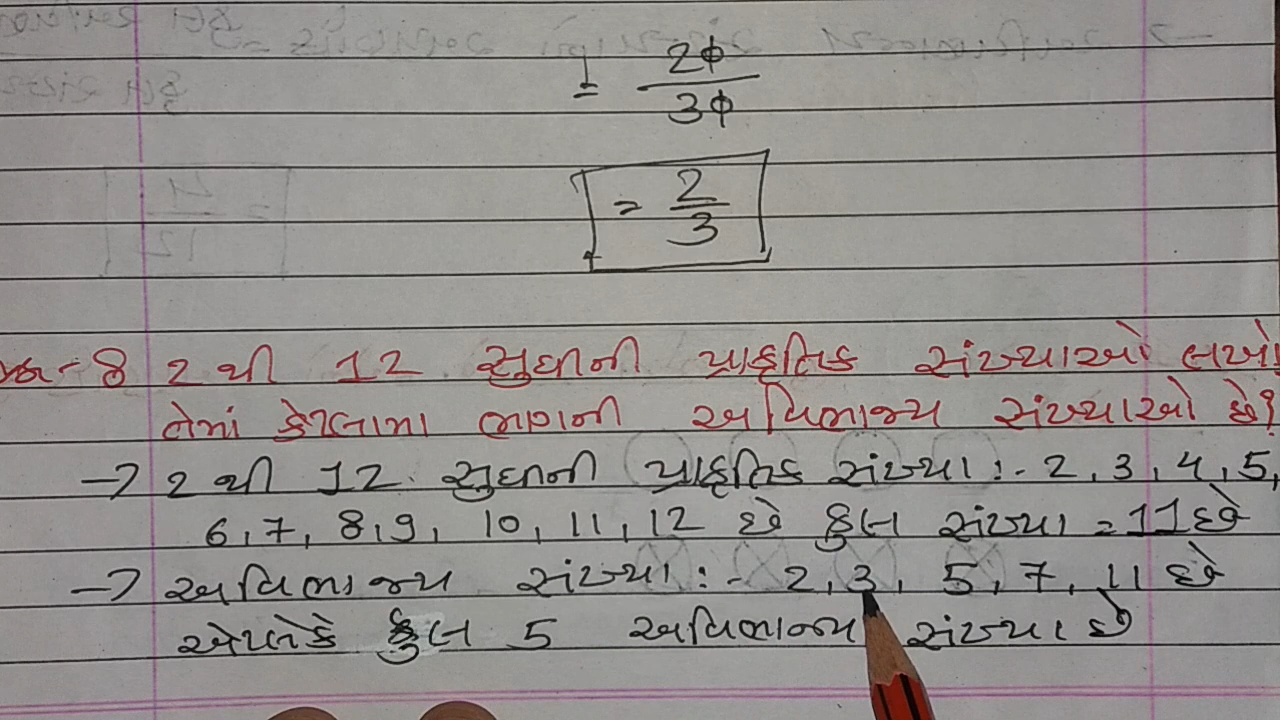 = 20/30
= 2/3
પ્ર-8 2 થી 12 સુધીની પ્રાકૃતિક સંખ્યાઓ લખો
તેમાં કેટલામા ભાગની અવિભાજ્ય સંખ્યાઓ છે?
→ 2 થી 12 સુધીની પ્રાકૃતિક સંખ્યા :- 2, 3, 4, 5,
6, 7, 8, 9, 10, 11, 12 છે કુલ સંખ્યા = 11 છે
→ અવિભાજ્ય સંખ્યા :- 2, 3, 5, 7, 11 છે
એટલેકે કુલ 5 અવિભાજ્ય સંખ્યા છે